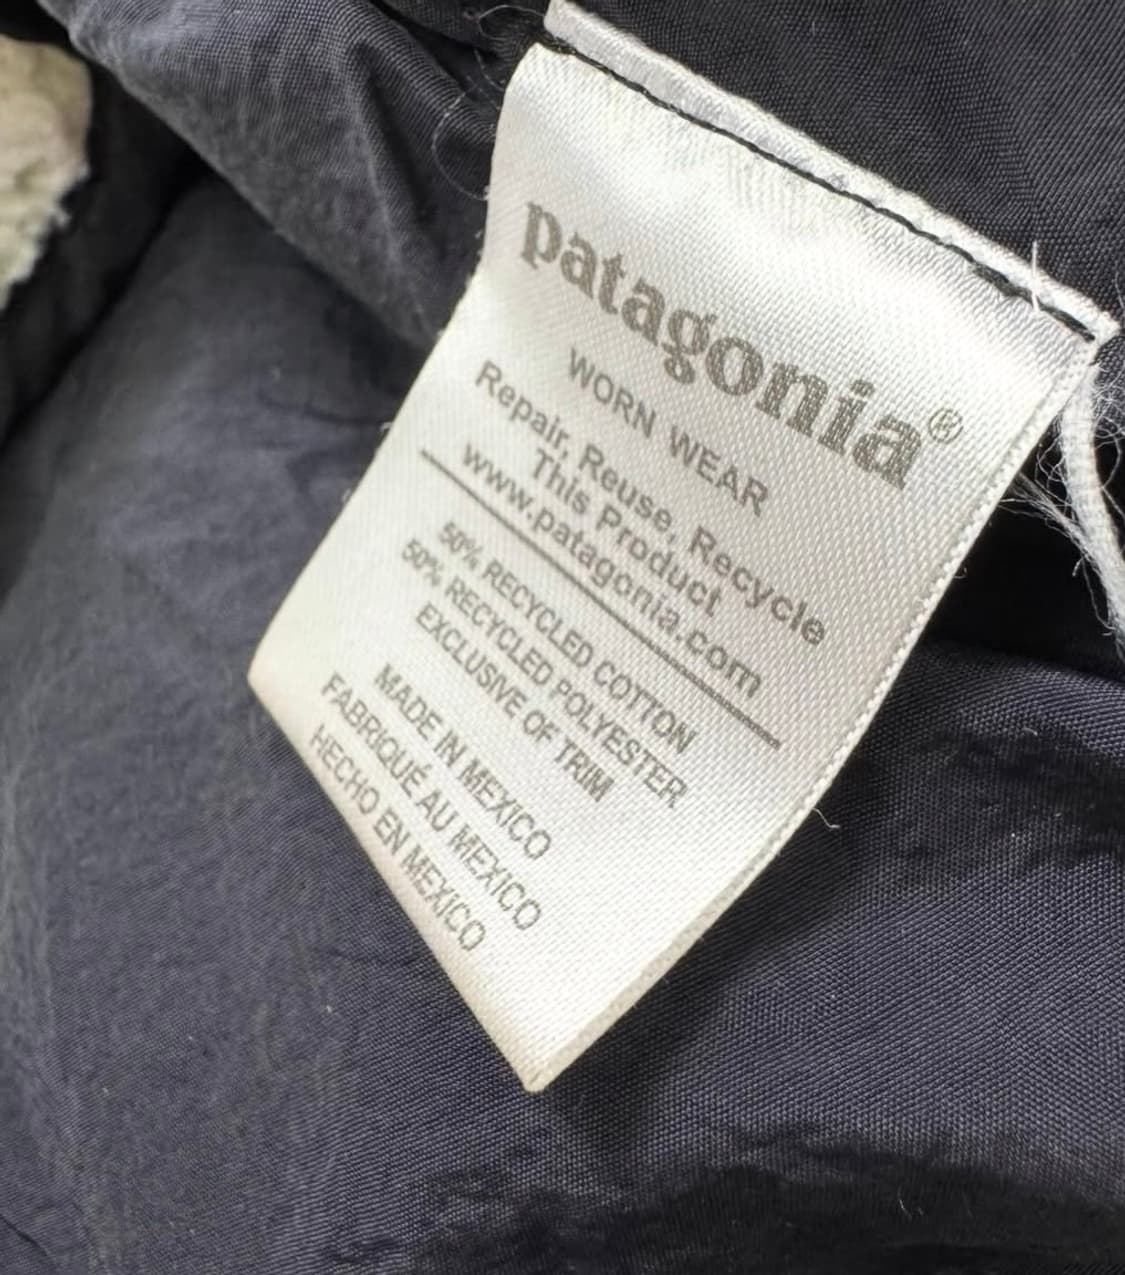 patagonia®
WORN WEAR
Repair, Reuse, Recycle
This Product
www.patagonia.com
50% RECYCLED COTTON
50% RECYCLED POLYESTER
EXCLUSIVE OF TRIM
MADE IN MEXICO
FABRIQUÉ AU MEXICO
HECHO EN MEXICO